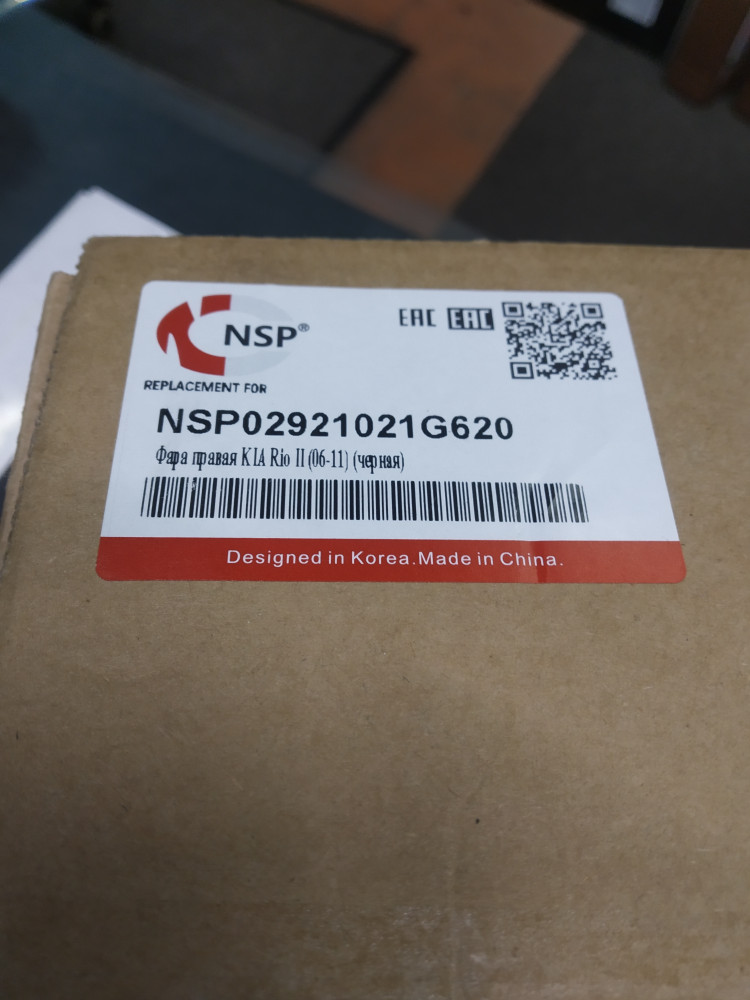 NSP®
EAC EAC
REPLACEMENT FOR
NSP02921021G620
Фара правая KIA Rio II (06-11) (черная)
Designed in Korea.Made in China.